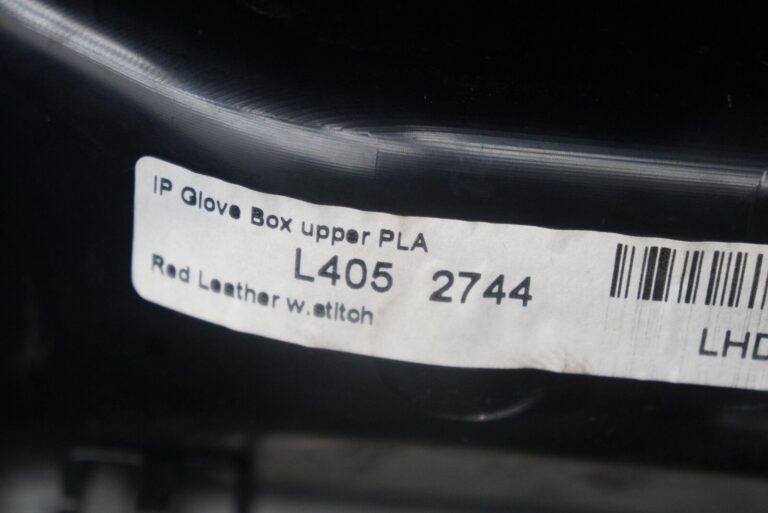 IP Glove Box upper PLA
L405 2744
Red Leather w.stitch
LHD